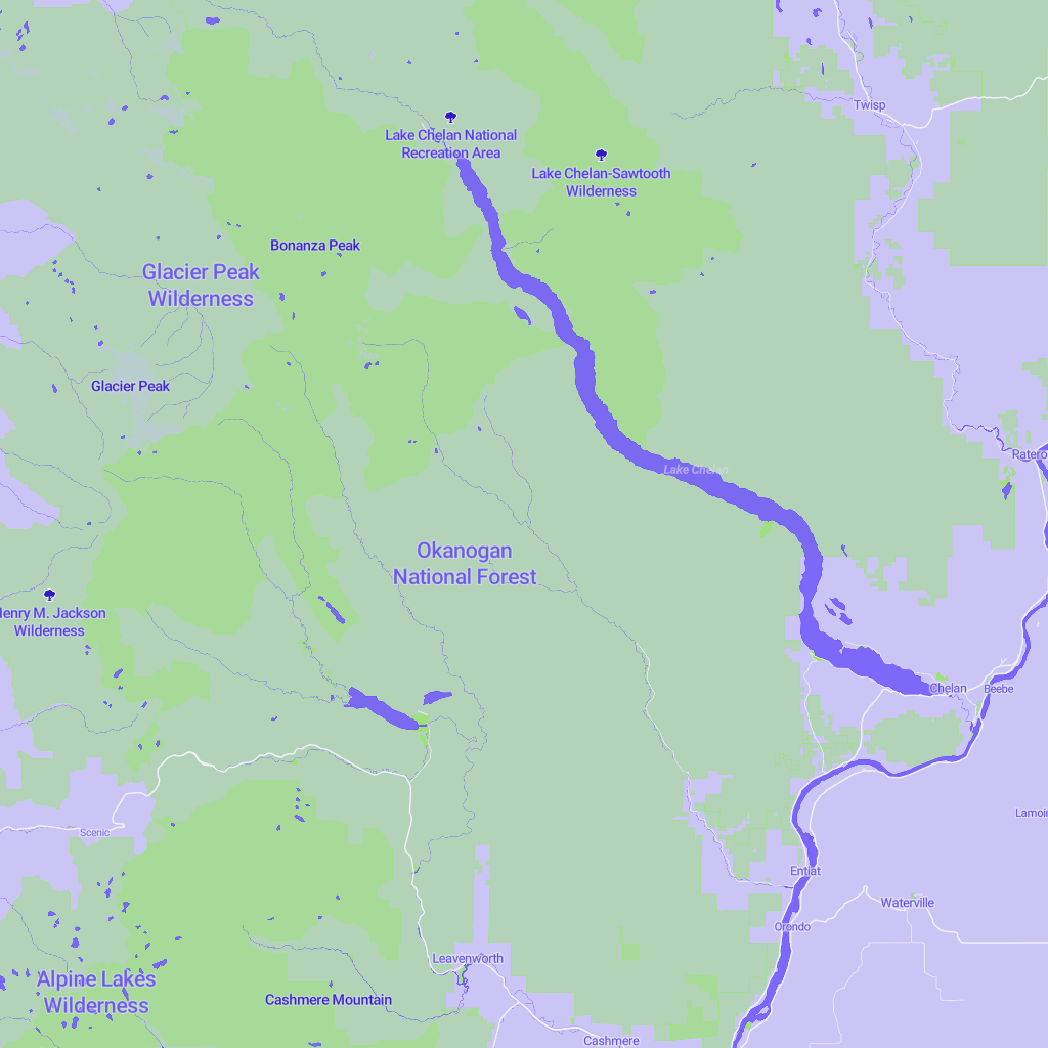 Twisp
Lake Chelan National
Recreation Area
Lake Chelan-Sawtooth
Wilderness
Bonanza Peak
Glacier Peak
Wilderness
Glacier Peak
Ratero
Lake Chelan
Okanogan
National Forest
Henry M. Jackson
Wilderness
Chelan
Beebe
Lamoin
Scenic
Entiat
Waterville
Orondo
Leavenworth
Alpine Lakes
Wilderness
Cashmere Mountain
Cashmere